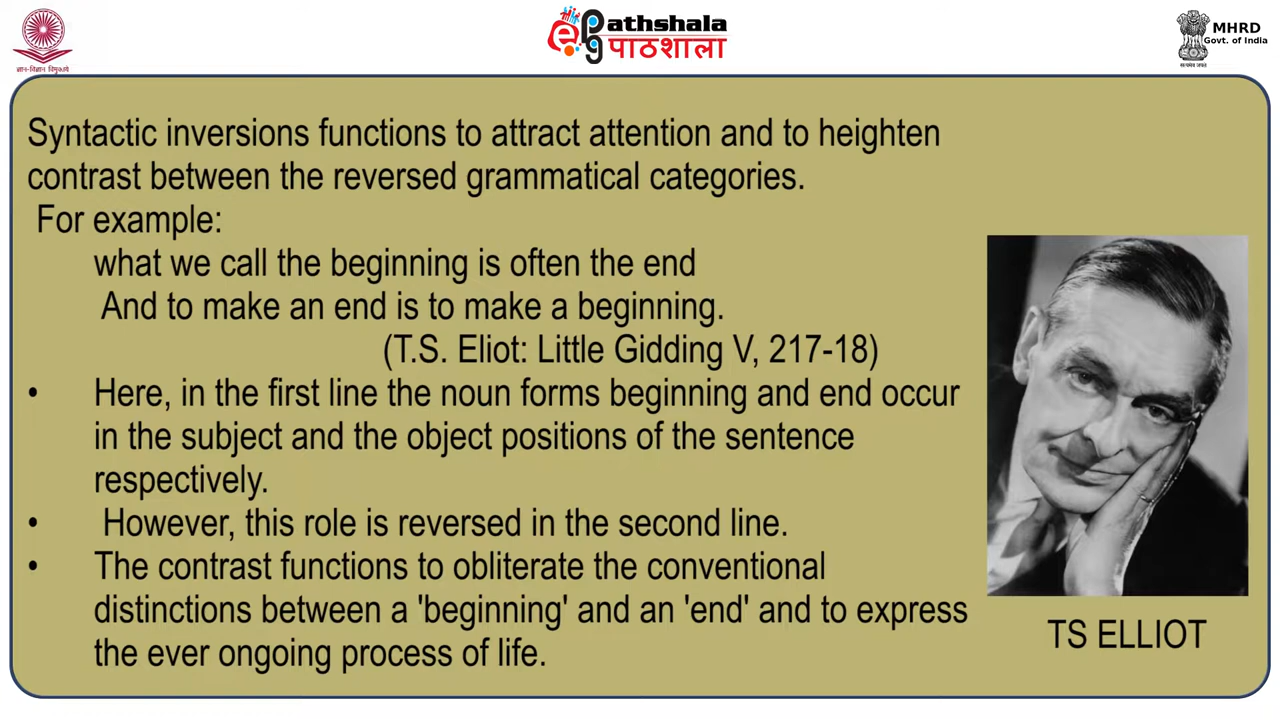 ज्ञान-विज्ञान विमुक्तये
Pathshala
पाठशाला
MHRD
Govt. of India
सत्यमेव जयते
Syntactic inversions functions to attract attention and to heighten
contrast between the reversed grammatical categories.
For example:
what we call the beginning is often the end
And to make an end is to make a beginning.
(T.S. Eliot: Little Gidding V, 217-18)
• Here, in the first line the noun forms beginning and end occur
in the subject and the object positions of the sentence
respectively.
• However, this role is reversed in the second line.
• The contrast functions to obliterate the conventional
distinctions between a 'beginning' and an 'end' and to express
the ever ongoing process of life.
TS ELLIOT